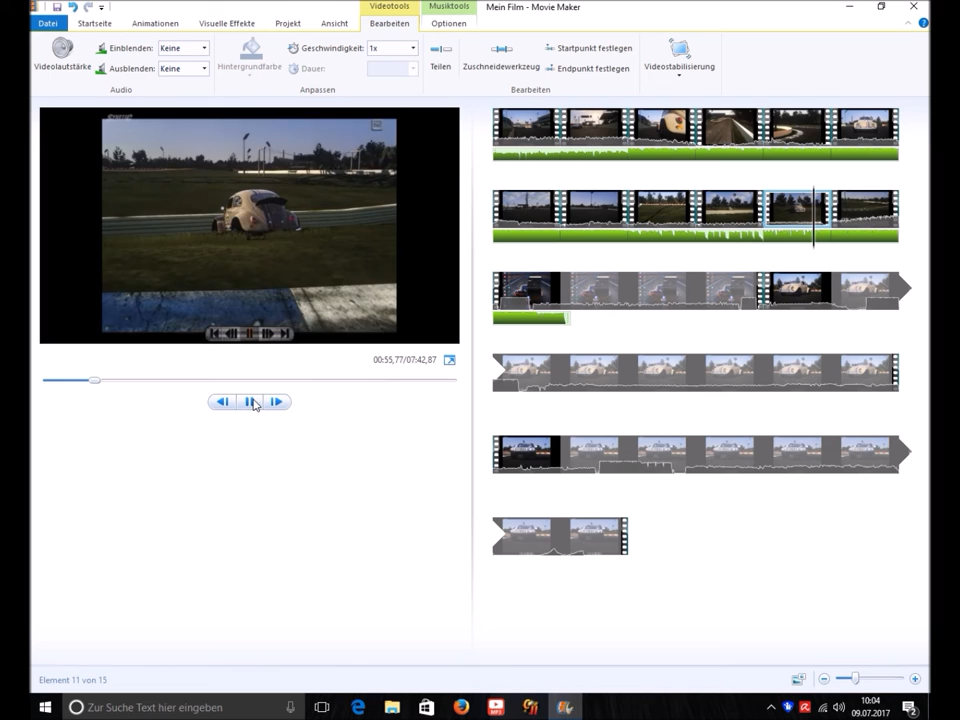 Videotools
Musiktools
Mein Film - Movie Maker
Datei
Startseite
Animationen
Visuelle Effekte
Projekt
Ansicht
Bearbeiten
Optionen
Videolautstärke
Einblenden: Keine
Ausblenden: Keine
Audio
Hintergrundfarbe
Geschwindigkeit: 1x
Dauer:
Anpassen
Teilen
Zuschneidewerkzeug
Startpunkt festlegen
Endpunkt festlegen
Bearbeiten
Videostabilisierung
00:55,77/07:42,87
Element 11 von 15
Zur Suche Text hier eingeben
MP3
10:04
09.07.2017
2